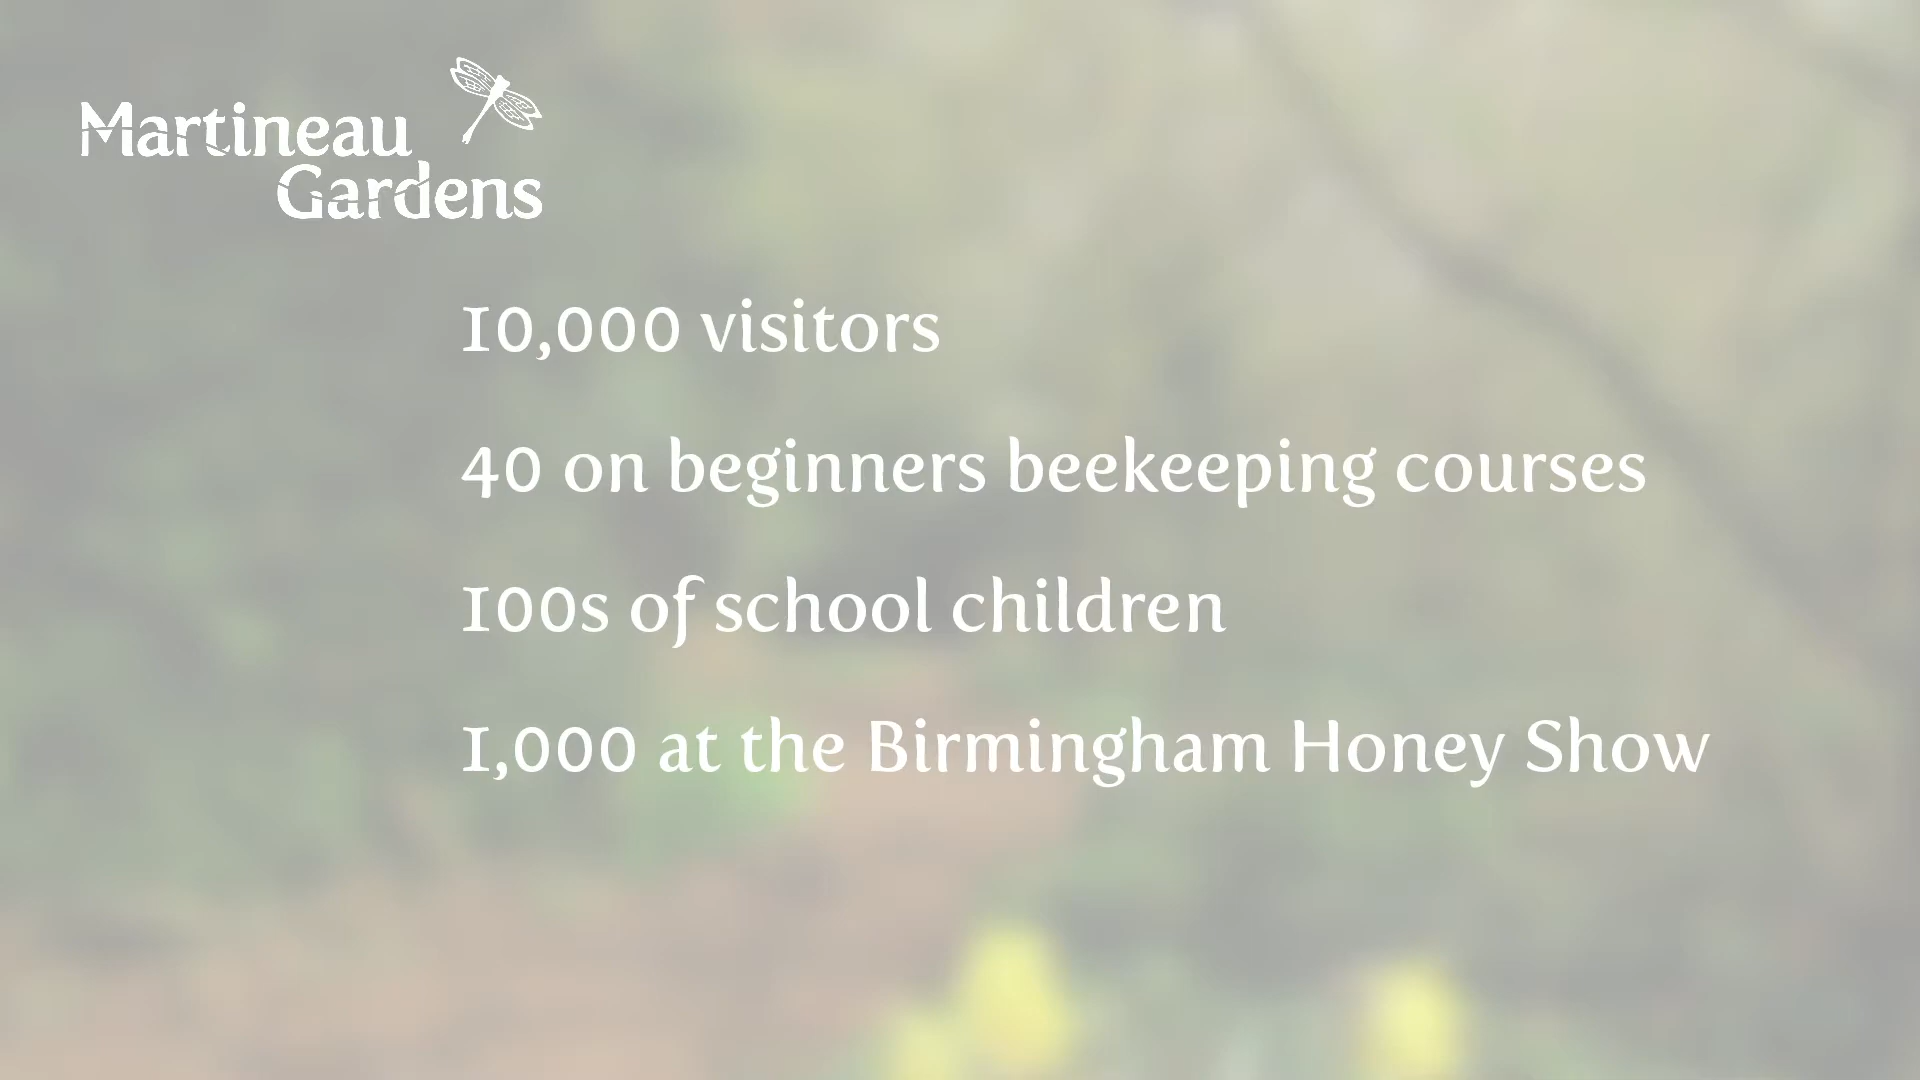 Martineau
Gardens
10,000 visitors
40 on beginners beekeeping courses
100s of school children
1,000 at the Birmingham Honey Show